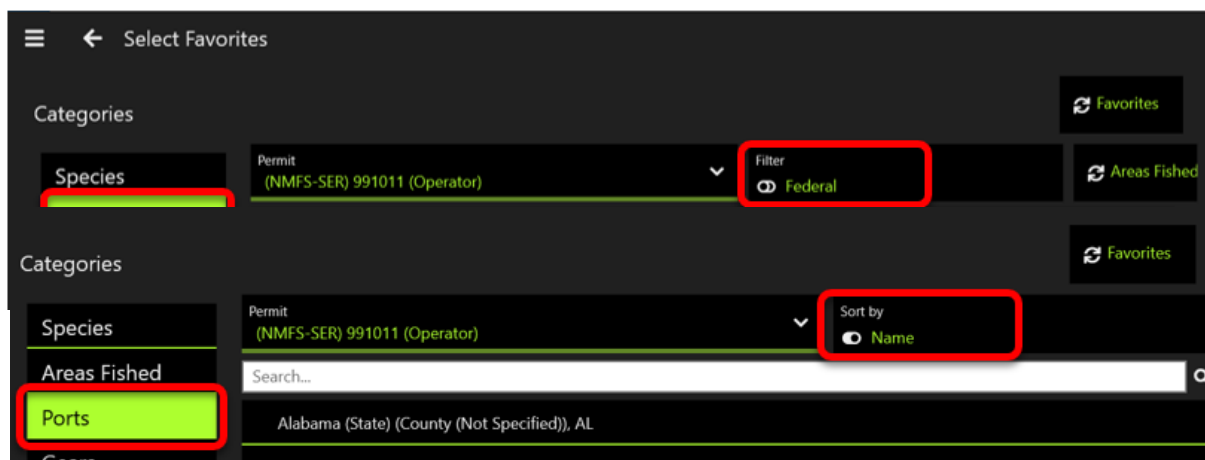 Select Favorites
Categories
Favorites
Species
Permit
(NMFS-SER) 991011 (Operator)
Filter
Federal
Areas Fished
Categories
Favorites
Species
Permit
(NMFS-SER) 991011 (Operator)
Sort by
Name
Areas Fished
Search...
Ports
Alabama (State) (County (Not Specified)), AL